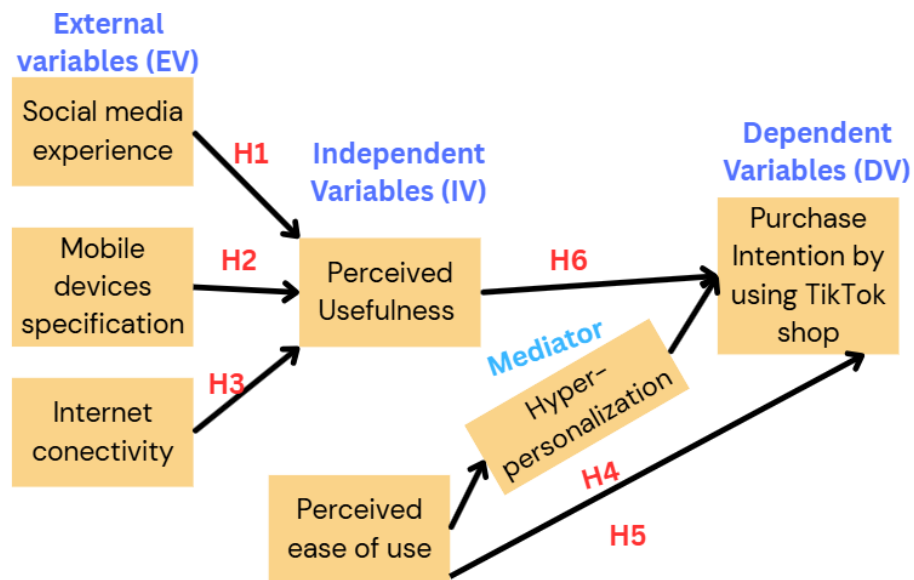 External
variables (EV)
Social media
experience
H1
Independent
Variables (IV)
Dependent
Variables (DV)
Mobile
devices
specification
H2
Perceived
Usefulness
H6
Purchase
Intention by
using TikTok
shop
Mediator
Hyper-
personalization
H3
Internet
conectivity
H4
Perceived
ease of use
H5